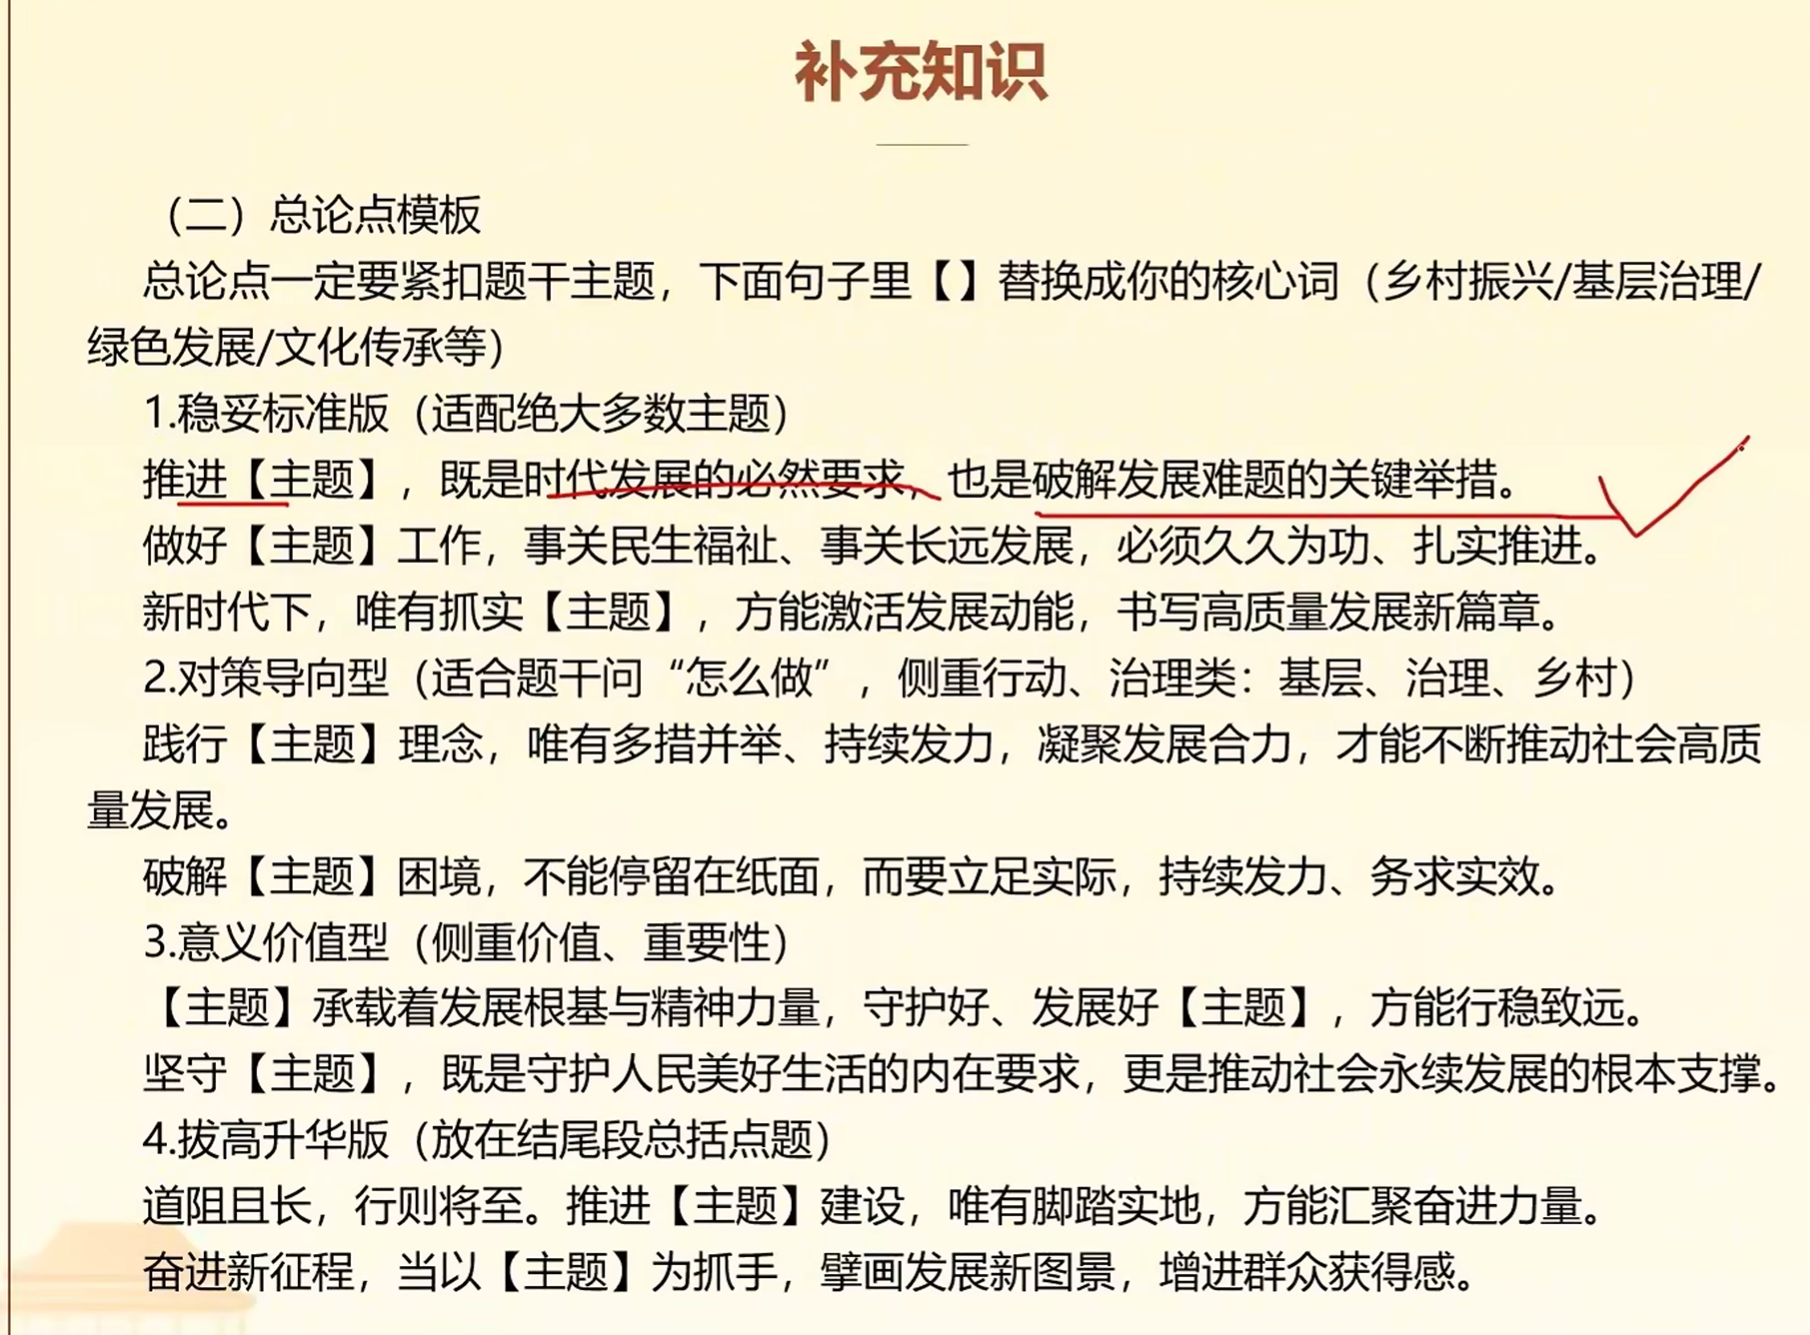 补充知识
（二）总论点模板
总论点一定要紧扣题干主题，下面句子里【】替换成你的核心词（乡村振兴/基层治理/
绿色发展/文化传承等）
1.稳妥标准版（适配绝大多数主题）
推进【主题】，既是时代发展的必然要求，也是破解发展难题的关键举措。
做好【主题】工作，事关民生福祉、事关长远发展，必须久久为功、扎实推进。
新时代下，唯有抓实【主题】，方能激活发展动能，书写高质量发展新篇章。
2.对策导向型（适合题干问“怎么做”，侧重行动、治理类：基层、治理、乡村）
践行【主题】理念，唯有多措并举、持续发力，凝聚发展合力，才能不断推动社会高质
量发展。
破解【主题】困境，不能停留在纸面，而要立足实际，持续发力、务求实效。
3.意义价值型（侧重价值、重要性）
【主题】承载着发展根基与精神力量，守护好、发展好【主题】，方能行稳致远。
坚守【主题】，既是守护人民美好生活的内在要求，更是推动社会永续发展的根本支撑。
4.拔高升华版（放在结尾段总括点题）
道阻且长，行则将至。推进【主题】建设，唯有脚踏实地，方能汇聚奋进力量。
奋进新征程，当以【主题】为抓手，擘画发展新图景，增进群众获得感。